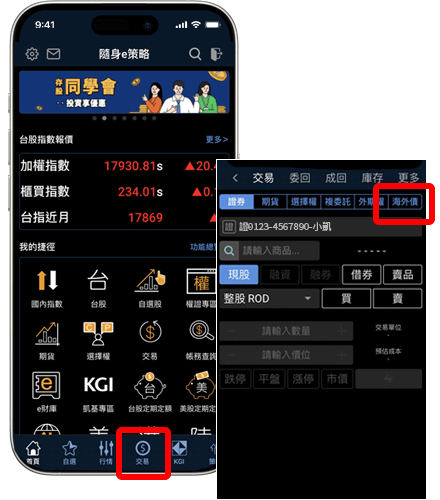 9:41
隨身e策略
存股 同學會
投資享優惠
台股指數報價 更多>
加權指數 17930.81s ▲20.4
櫃買指數 234.01s ▲0.
台指近月 17869 ▲
我的捷徑 功能總
國內指數 台股 自選股 權證專區
期貨 選擇權 交易 帳務查詢
e財庫 凱基專區 台股定期定額 美股定期定
首頁 自選 行情 交易 KGI
交易 委回 成回 庫存 更多
證券 期貨 選擇權 複委託 外期權 海外債
證 證0123-4567890-小凱
請輸入商品... -----
現股 融資 融券 借券 賣品
整股 ROD 買 賣
請輸入數量 交易單位
-
請輸入價位 預估成本
-
跌停 平盤 漲停 市價